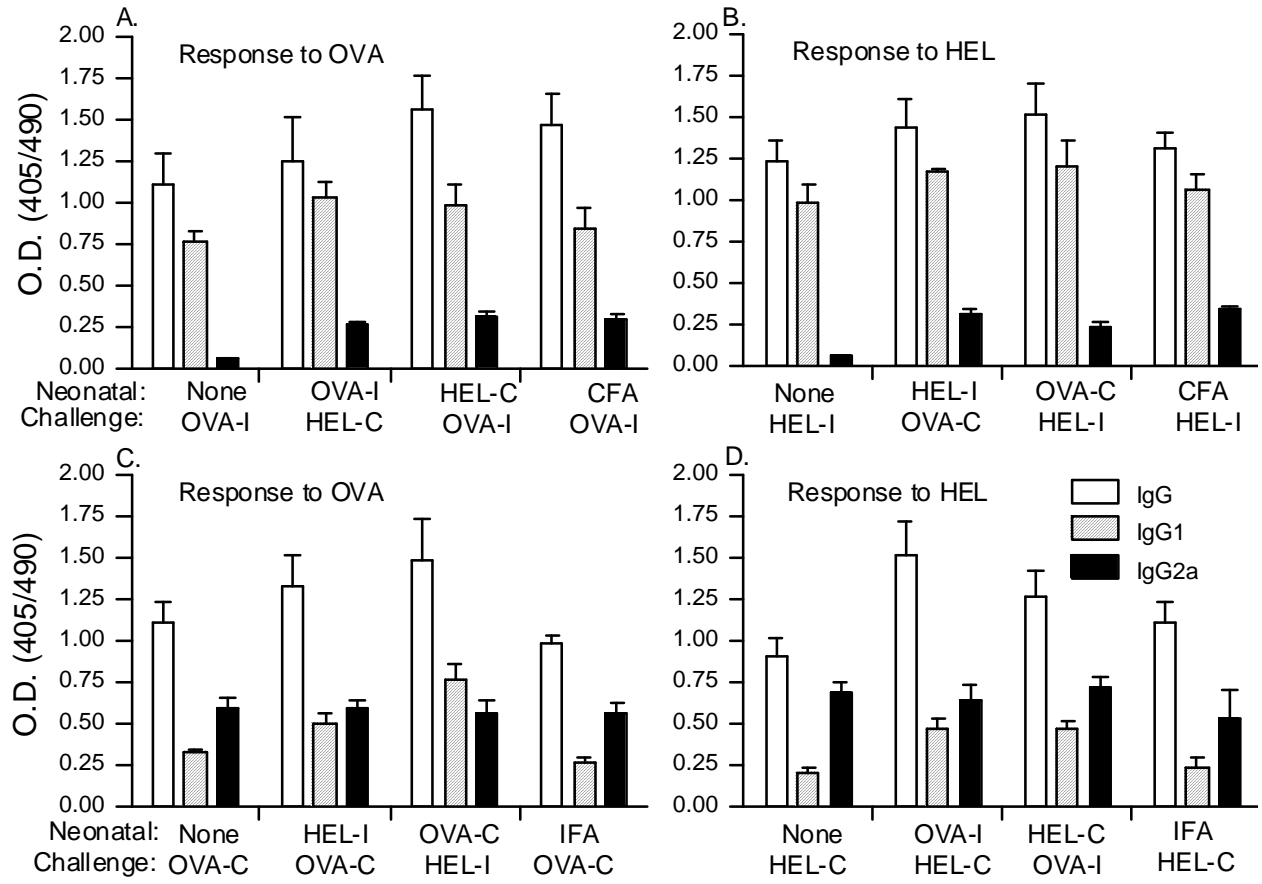 A.
Response to OVA
O.D. (405/490)
2.00
1.75
1.50
1.25
1.00
0.75
0.50
0.25
0.00
Neonatal: None OVA-I HEL-C CFA
Challenge: OVA-I HEL-C OVA-I OVA-I
B.
Response to HEL
2.00
1.75
1.50
1.25
1.00
0.75
0.50
0.25
0.00
None HEL-I OVA-C CFA
HEL-I OVA-C HEL-I HEL-I
C.
Response to OVA
O.D. (405/490)
2.00
1.75
1.50
1.25
1.00
0.75
0.50
0.25
0.00
Neonatal: None HEL-I OVA-C IFA
Challenge: OVA-C OVA-C HEL-I OVA-C
D.
Response to HEL
IgG
IgG1
IgG2a
2.00
1.75
1.50
1.25
1.00
0.75
0.50
0.25
0.00
None OVA-I HEL-C IFA
HEL-C HEL-C OVA-I HEL-C